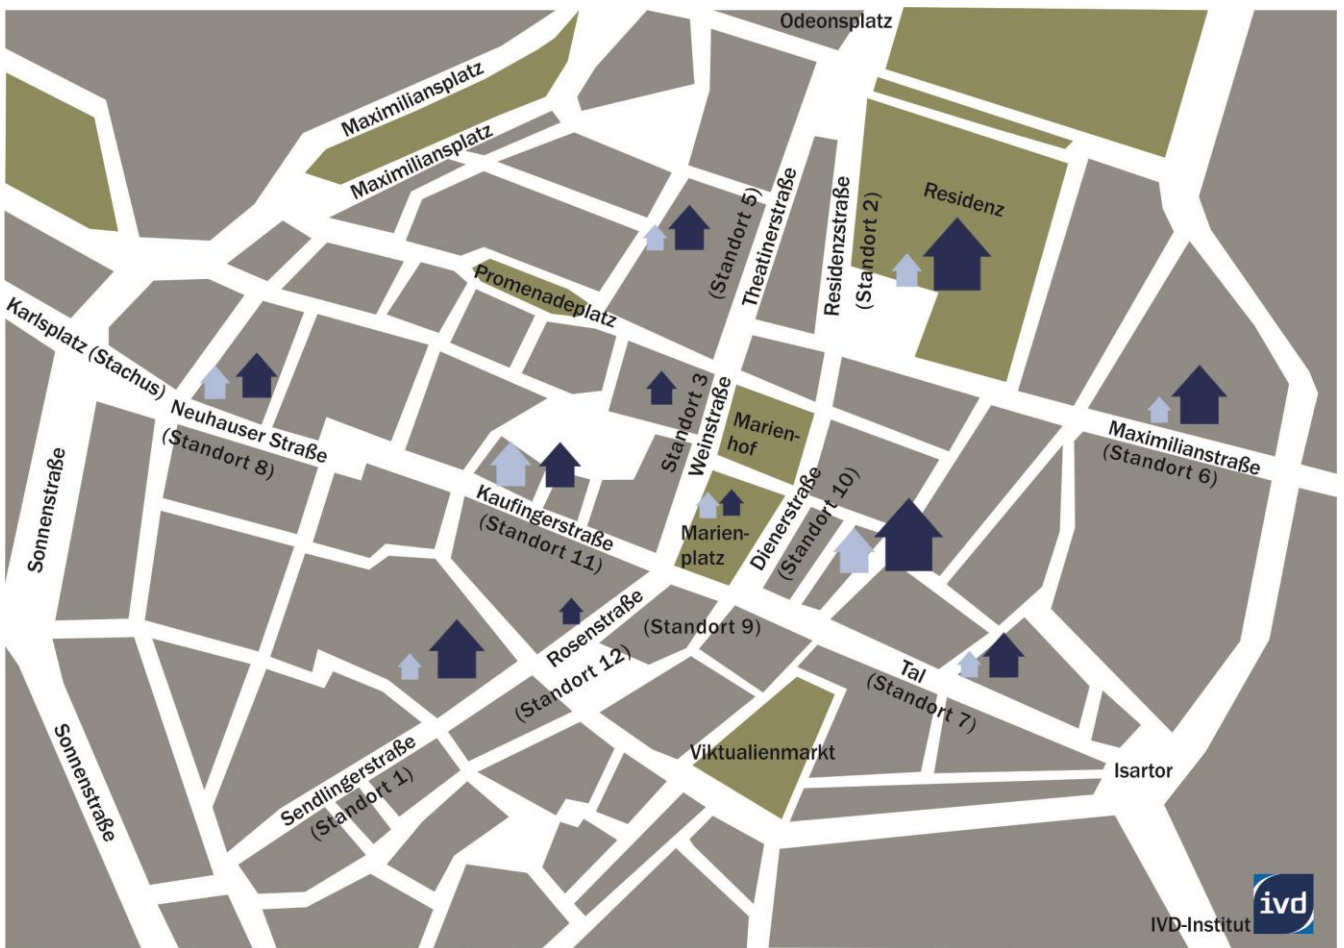 Odeonsplatz
Maximiliansplatz
Maximiliansplatz
Residenz
Theatinerstraße
(Standort 5)
Residenzstraße
(Standort 2)
Promenadeplatz
Karlsplatz (Stachus)
Neuhauser Straße
(Standort 8)
Standort 3
Weinstraße
Marien-
hof
Maximilianstraße
(Standort 6)
Sonnenstraße
Kaufingerstraße
(Standort 11)
Marien-
platz
Dienerstraße
(Standort 10)
Rosenstraße
(Standort 12)
(Standort 9)
Tal
(Standort 7)
Sonnenstraße
Sendlingerstraße
(Standort 1)
Viktualienmarkt
Isartor
IVD-Institut
ivd